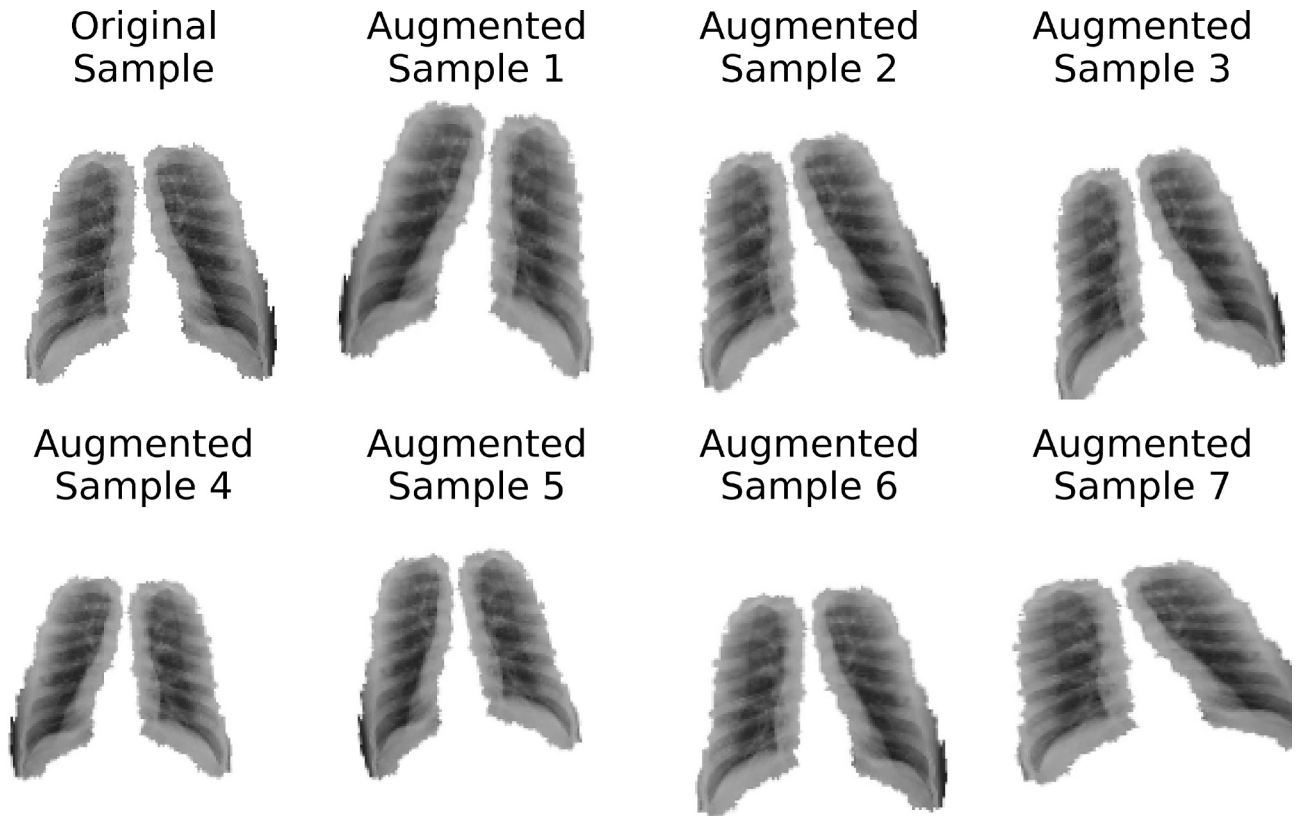 Original
Sample
Augmented
Sample 1
Augmented
Sample 2
Augmented
Sample 3
Augmented
Sample 4
Augmented
Sample 5
Augmented
Sample 6
Augmented
Sample 7